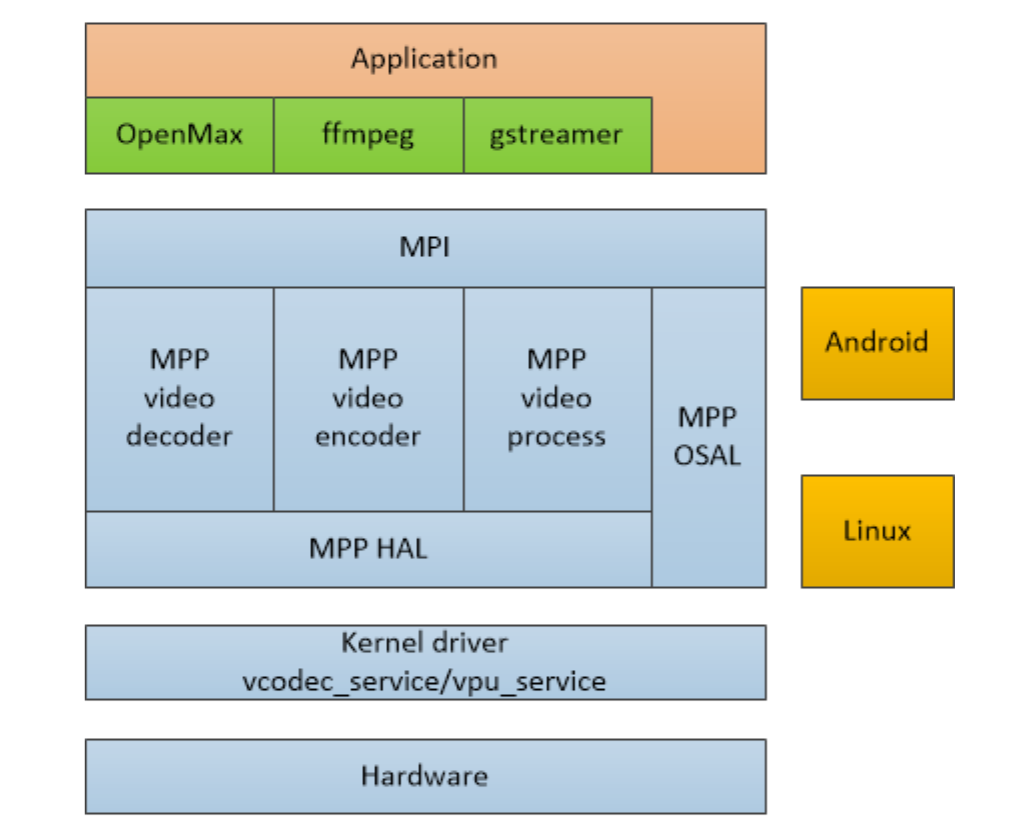 Application
OpenMax
ffmpeg
gstreamer
MPI
MPP
video
decoder
MPP
video
encoder
MPP
video
process
MPP
OSAL
MPP HAL
Android
Linux
Kernel driver
vcodec_service/vpu_service
Hardware